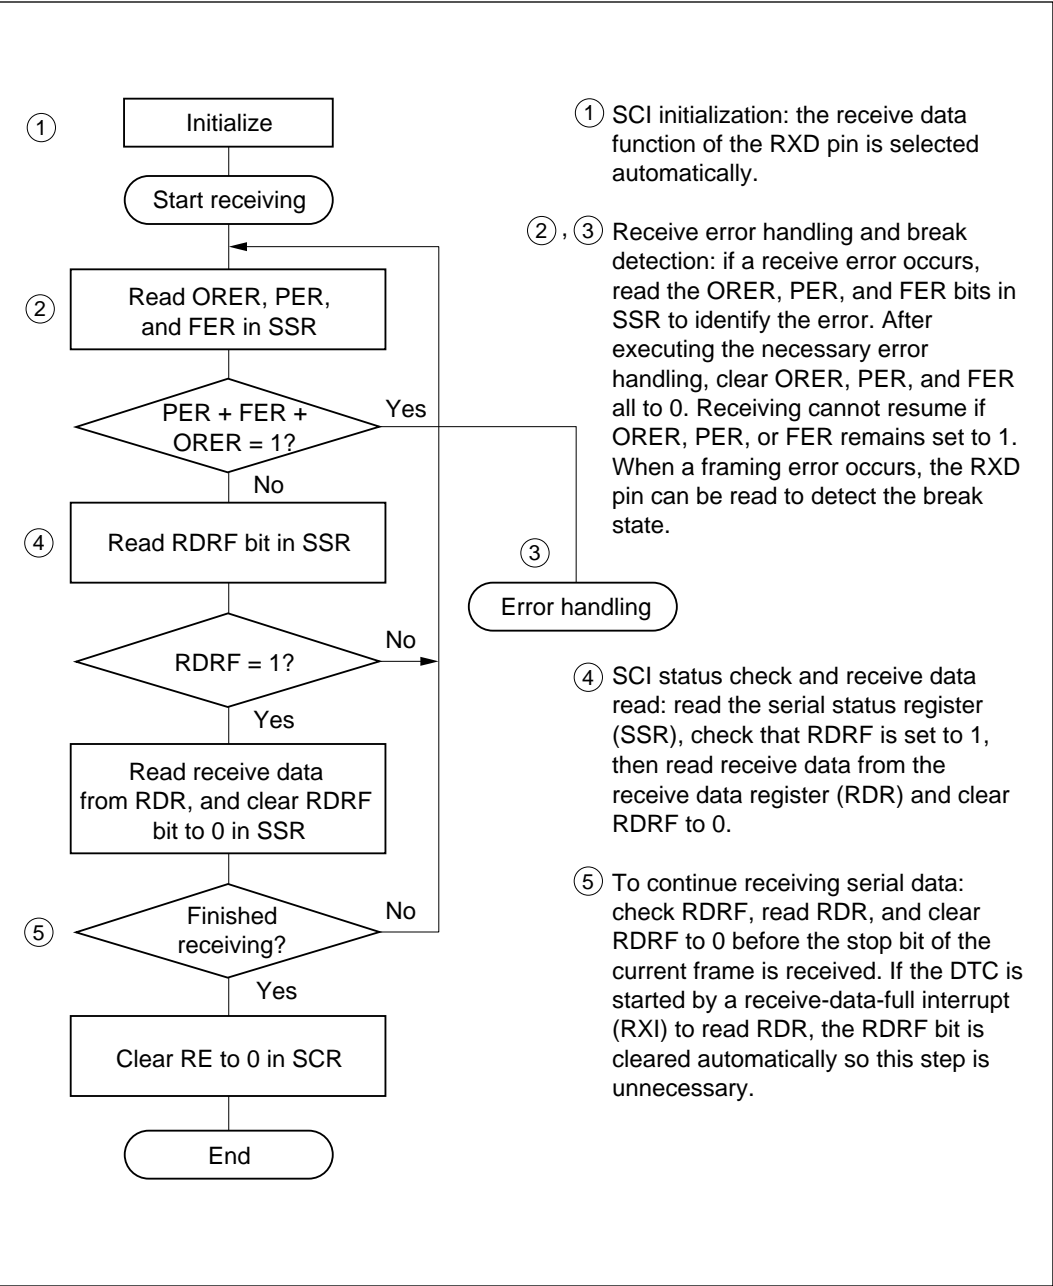 ①
Initialize
Start receiving
②
Read ORER, PER,
and FER in SSR
PER + FER +
ORER = 1?
Yes
No
④
Read RDRF bit in SSR
③
Error handling
RDRF = 1?
No
Yes
Read receive data
from RDR, and clear RDRF
bit to 0 in SSR
⑤
Finished
receiving?
No
Yes
Clear RE to 0 in SCR
End
① SCI initialization: the receive data
function of the RXD pin is selected
automatically.
②, ③ Receive error handling and break
detection: if a receive error occurs,
read the ORER, PER, and FER bits in
SSR to identify the error. After
executing the necessary error
handling, clear ORER, PER, and FER
all to 0. Receiving cannot resume if
ORER, PER, or FER remains set to 1.
When a framing error occurs, the RXD
pin can be read to detect the break
state.
④ SCI status check and receive data
read: read the serial status register
(SSR), check that RDRF is set to 1,
then read receive data from the
receive data register (RDR) and clear
RDRF to 0.
⑤ To continue receiving serial data:
check RDRF, read RDR, and clear
RDRF to 0 before the stop bit of the
current frame is received. If the DTC is
started by a receive-data-full interrupt
(RXI) to read RDR, the RDRF bit is
cleared automatically so this step is
unnecessary.